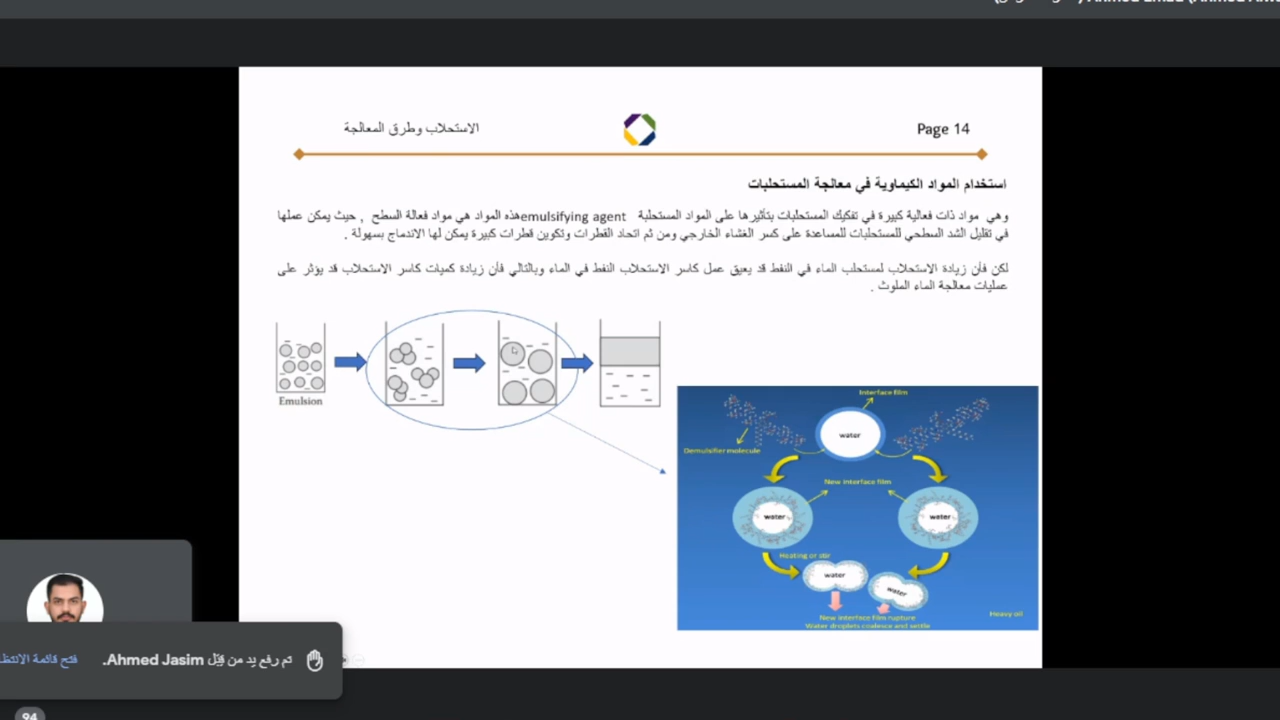 Ahmed Emad
Page 14
الاستحلاب وطرق المعالجة
استخدام المواد الكيماوية في معالجة المستحلبات
وهي مواد ذات فعالية كبيرة في تفكيك المستحلبات بتأثيرها على المواد المستحلبة emulsifying agent هذه المواد هي مواد فعالة السطح , حيث يمكن عملها
في تقليل الشد السطحي للمستحلبات للمساعدة على كسر الغشاء الخارجي ومن ثم اتحاد القطرات وتكوين قطرات كبيرة يمكن لها الاندماج بسهولة .
لكن فأن زيادة الاستحلاب لمستحلب الماء في النفط قد يعيق عمل كاسر الاستحلاب النفط في الماء وبالتالي فأن زيادة كميات كاسر الاستحلاب قد يؤثر على
عمليات معالجة الماء الملوث .
Emulsion
Interface film
water
Demulsifier molecule
New interface film
water
water
Heating or stir
water
water
New interface film rupture
Water droplets coalesce and settle
Heavy oil
تم رفع يد من قِبَل Ahmed Jasim.
فتح قائمة الانتظا
94